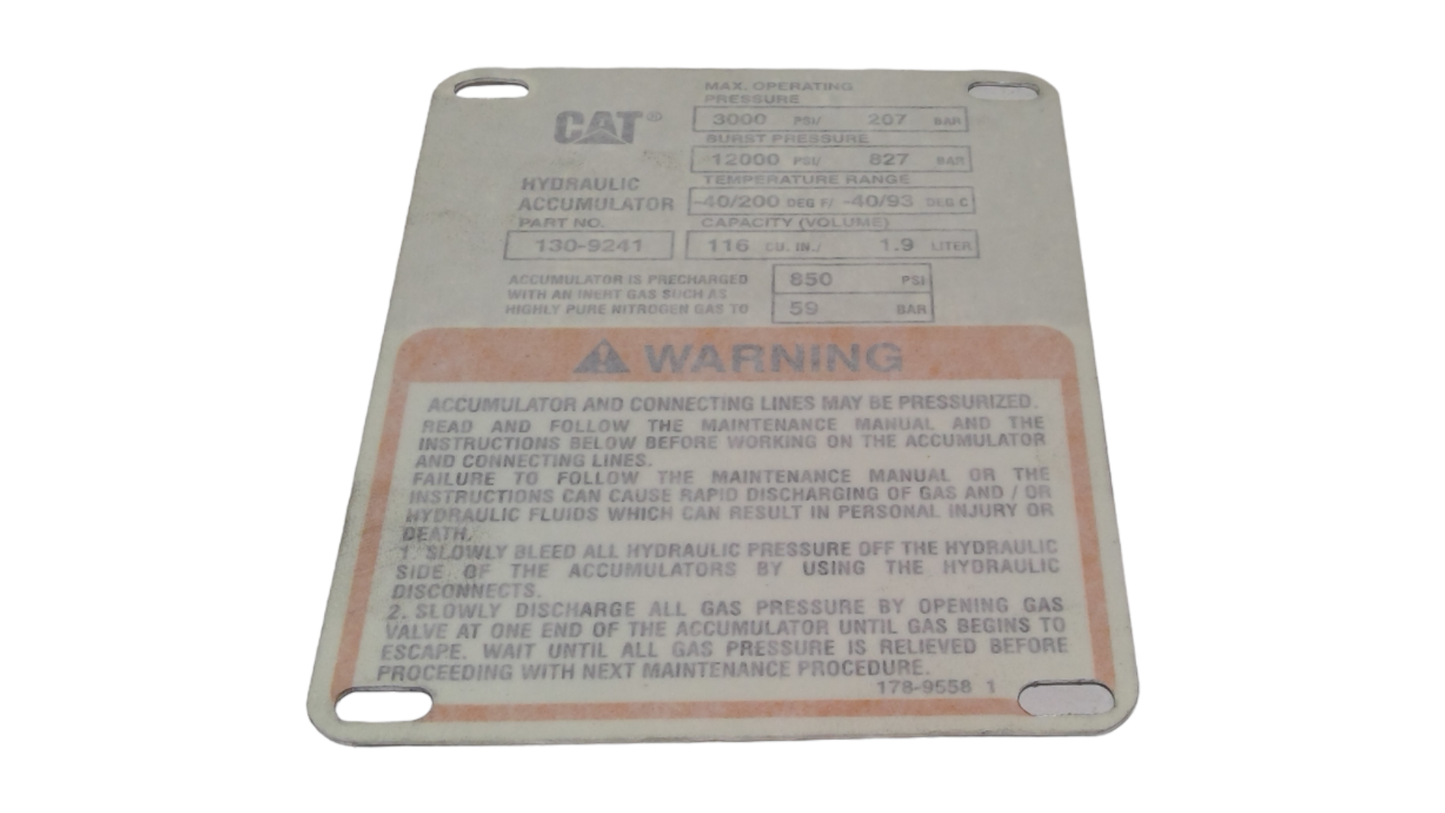 MAX. OPERATING
PRESSURE
CAT®
3000 PSI/ 207 BAR
BURST PRESSURE
12000 PSI/ 827 BAR
HYDRAULIC
ACCUMULATOR
TEMPERATURE RANGE
-40/200 DEG F/ -40/93 DEG C
PART NO.
CAPACITY (VOLUME)
130-9241
116 CU. IN./ 1.9 LITER
ACCUMULATOR IS PRECHARGED
WITH AN INERT GAS SUCH AS
HIGHLY PURE NITROGEN GAS TO
850 PSI
59 BAR
WARNING
ACCUMULATOR AND CONNECTING LINES MAY BE PRESSURIZED.
READ AND FOLLOW THE MAINTENANCE MANUAL AND THE
INSTRUCTIONS BELOW BEFORE WORKING ON THE ACCUMULATOR
AND CONNECTING LINES.
FAILURE TO FOLLOW THE MAINTENANCE MANUAL OR THE
INSTRUCTIONS CAN CAUSE RAPID DISCHARGING OF GAS AND / OR
HYDRAULIC FLUIDS WHICH CAN RESULT IN PERSONAL INJURY OR
DEATH.
1. SLOWLY BLEED ALL HYDRAULIC PRESSURE OFF THE HYDRAULIC
SIDE OF THE ACCUMULATORS BY USING THE HYDRAULIC
DISCONNECTS.
2. SLOWLY DISCHARGE ALL GAS PRESSURE BY OPENING GAS
VALVE AT ONE END OF THE ACCUMULATOR UNTIL GAS BEGINS TO
ESCAPE. WAIT UNTIL ALL GAS PRESSURE IS RELIEVED BEFORE
PROCEEDING WITH NEXT MAINTENANCE PROCEDURE.
178-9558 1